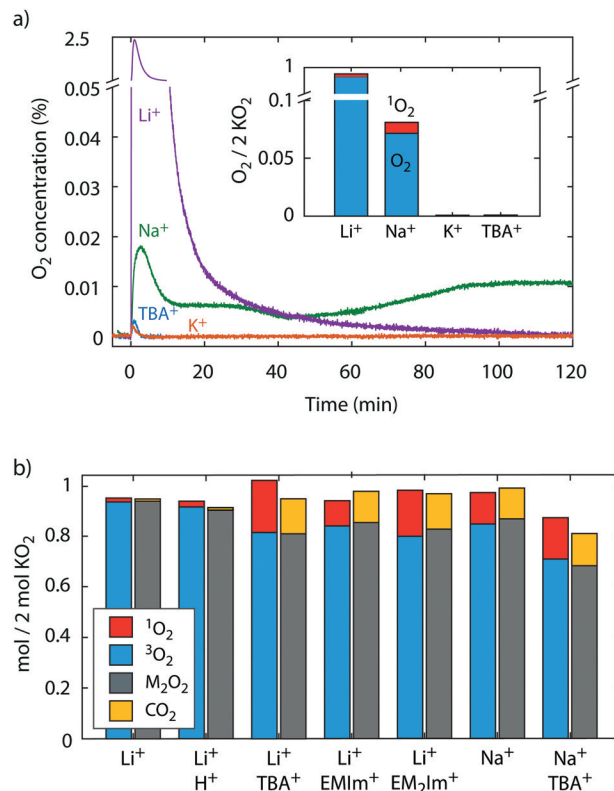 a)
2.5
0.05
0.04
0.03
0.02
0.01
0
O₂ concentration (%)
Li⁺
Na⁺
TBA⁺
K⁺
0 20 40 60 80 100 120
Time (min)
1
0.1
0.05
0
O₂ / 2 KO₂
¹O₂
O₂
Li⁺ Na⁺ K⁺ TBA⁺
b)
1
0.8
0.6
0.4
0.2
0
mol / 2 mol KO₂
¹O₂
³O₂
M₂O₂
CO₂
Li⁺ Li⁺ Li⁺ Li⁺ Li⁺ Na⁺ Na⁺
H⁺ TBA⁺ EMIm⁺ EM₂Im⁺ TBA⁺